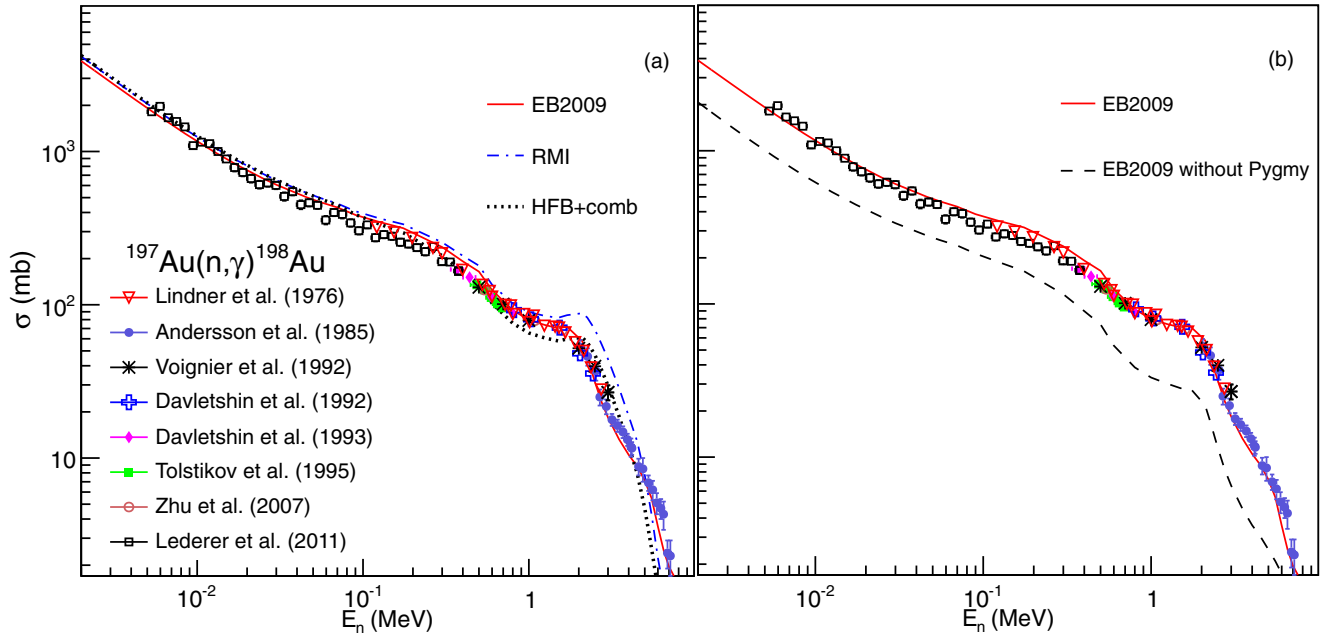 (a)
EB2009
RMI
HFB+comb
¹⁹⁷Au(n,γ)¹⁹⁸Au
Lindner et al. (1976)
Andersson et al. (1985)
Voignier et al. (1992)
Davletshin et al. (1992)
Davletshin et al. (1993)
Tolstikov et al. (1995)
Zhu et al. (2007)
Lederer et al. (2011)
σ (mb)
10³
10²
10
10⁻² 10⁻¹ 1
Eₙ (MeV)
(b)
EB2009
EB2009 without Pygmy
10⁻² 10⁻¹ 1
Eₙ (MeV)